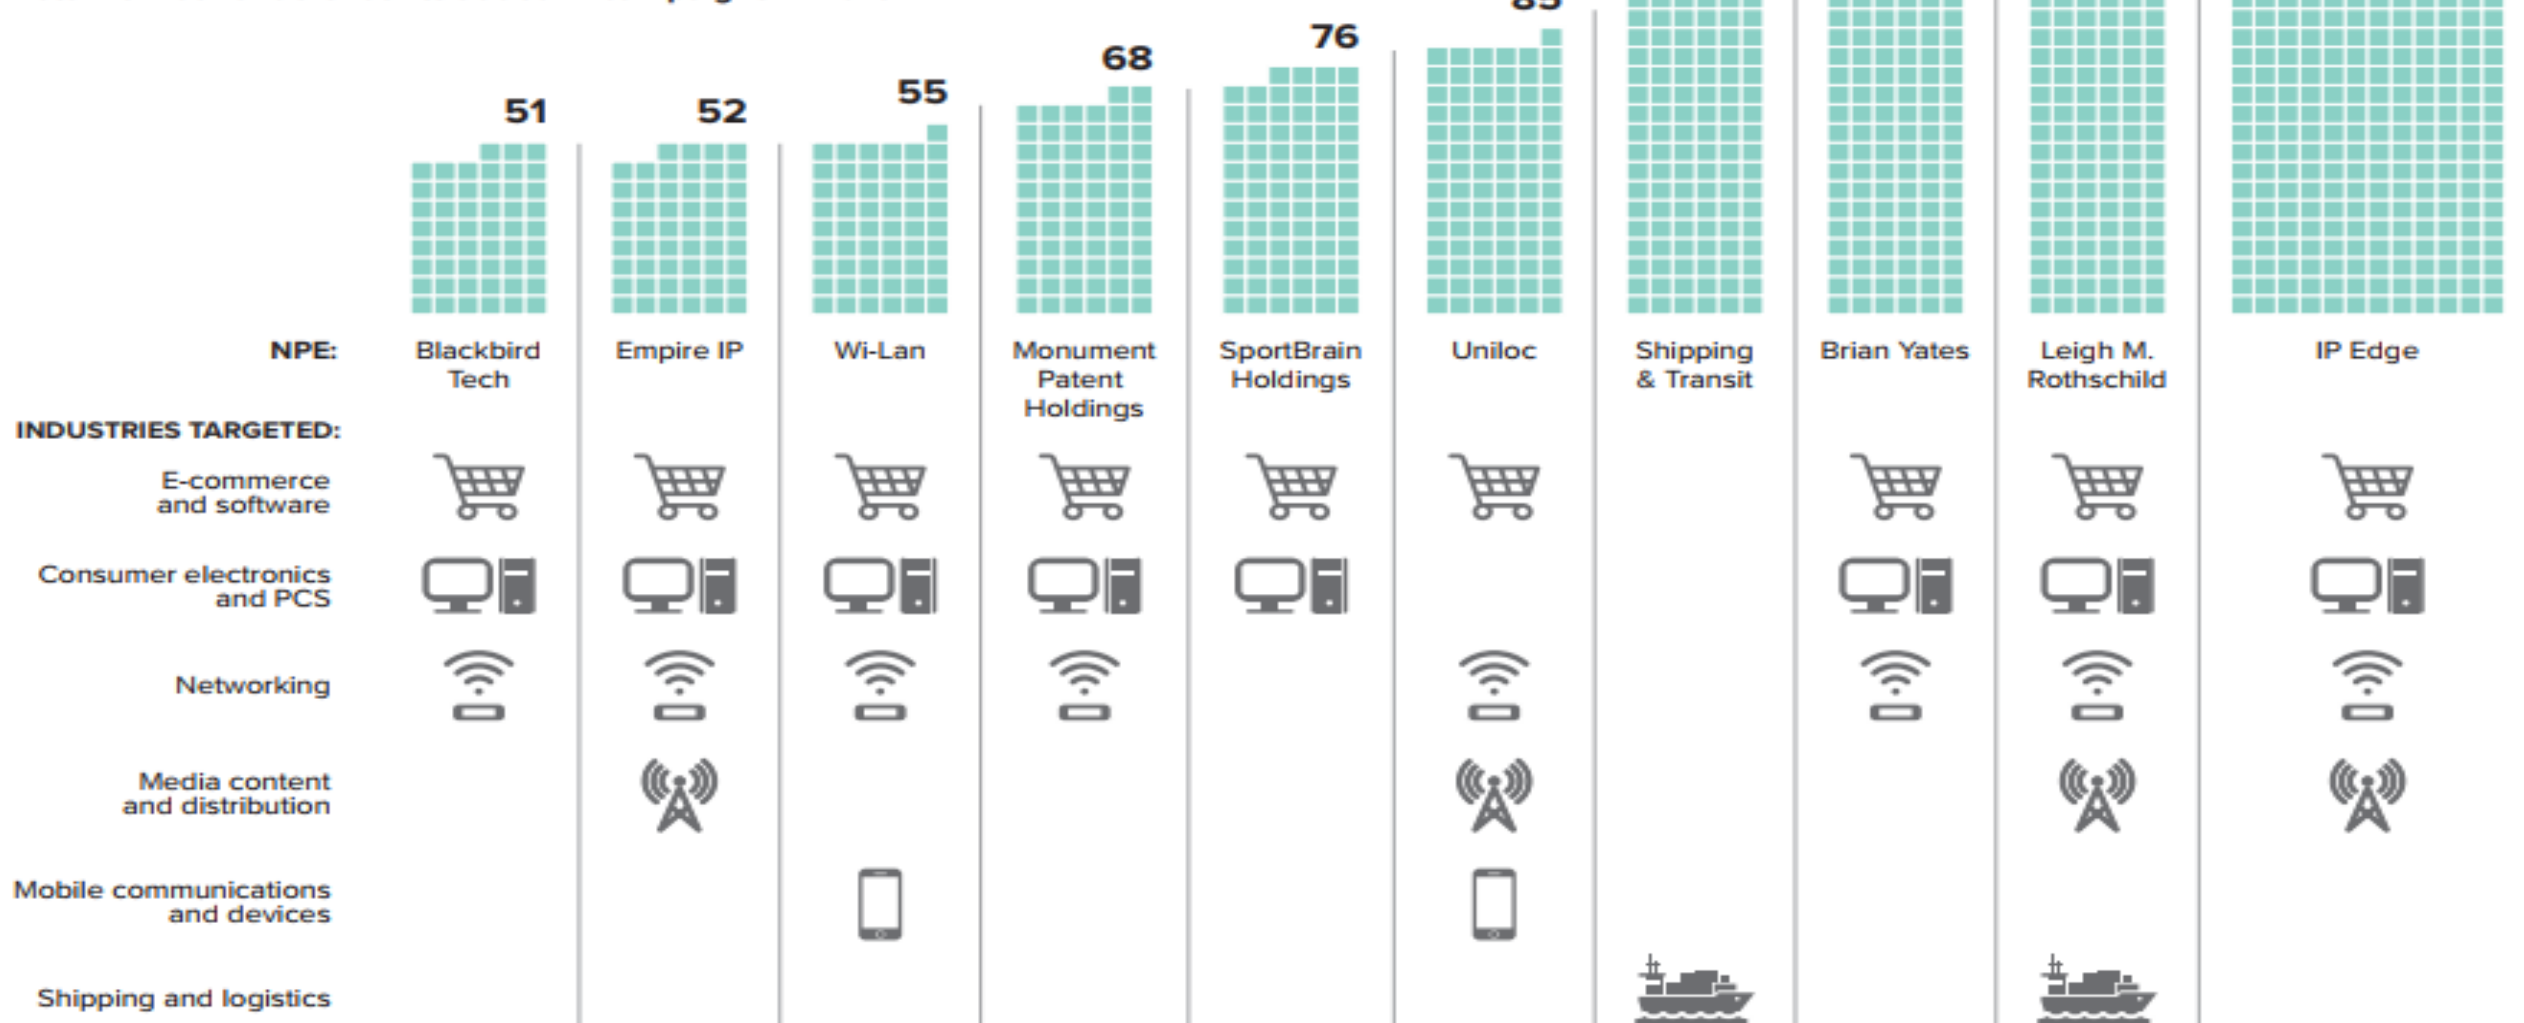 85
76
68
55
51
52
NPE:
Blackbird
Tech
Empire IP
Wi-Lan
Monument
Patent
Holdings
SportBrain
Holdings
Uniloc
Shipping
& Transit
Brian Yates
Leigh M.
Rothschild
IP Edge
INDUSTRIES TARGETED:
E-commerce
and software
Consumer electronics
and PCS
Networking
Media content
and distribution
Mobile communications
and devices
Shipping and logistics